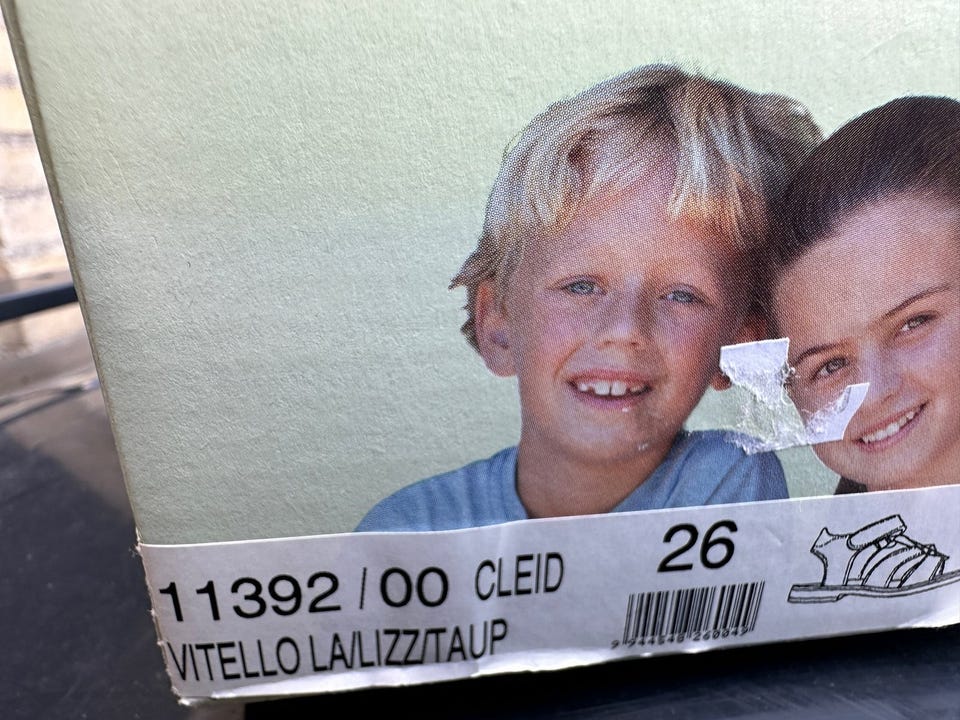 11392 / 00 CLEID 26
VITELLO LA/LIZZ/TAUP